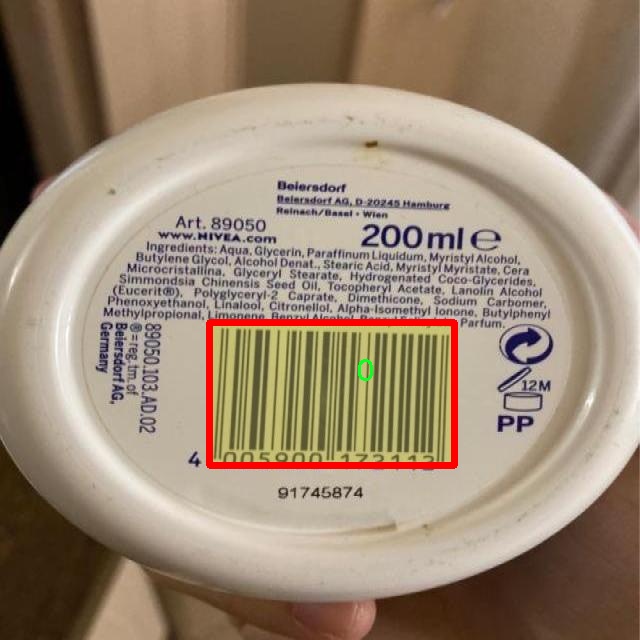 Beiersdorf
Beiersdorf AG, D-20245 Hamburg
Reinach/Basel • Wien
Art. 89050
www.NIVEA.com
200 ml e
Ingredients: Aqua, Glycerin, Paraffinum Liquidum, Myristyl Alcohol,
Butylene Glycol, Alcohol Denat., Stearic Acid, Myristyl Myristate, Cera
Microcristallina, Glyceryl Stearate, Hydrogenated Coco-Glycerides,
Simmondsia Chinensis Seed Oil, Tocopheryl Acetate, Lanolin Alcohol
(Eucerit®), Polyglyceryl-2 Caprate, Dimethicone, Sodium Carbomer,
Phenoxyethanol, Linalool, Citronellol, Alpha-Isomethyl Ionone, Butylphenyl
Methylpropional, Limonene, Benzyl Alcohol, Parfum.
89050.103.AD.02
® = reg. tm. of
Beiersdorf AG,
Germany
0
12M
PP
4 005900 172112
91745874